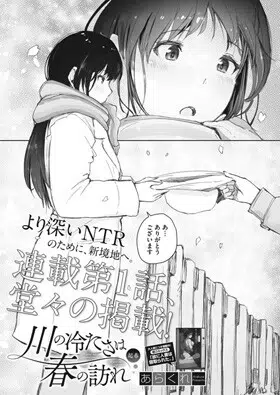 あ…
ありがとう
ございます
より深いNTR
のために、新境地へ。
連載第1話、
堂々の掲載!
川の冷たさは
春の訪れ
あらくれ